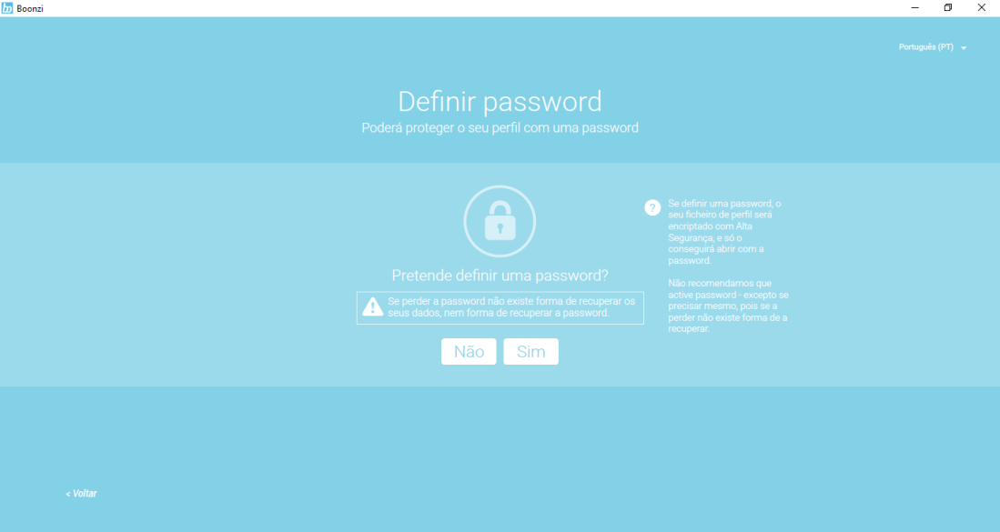 Boonzi
Português (PT)
Definir password
Poderá proteger o seu perfil com uma password
Pretende definir uma password?
Se perder a password não existe forma de recuperar os
seus dados, nem forma de recuperar a password.
Não Sim
? Se definir uma password, o
seu ficheiro de perfil será
encriptado com Alta
Segurança, e só o
conseguirá abrir com a
password.
Não recomendamos que
active password - excepto se
precisar mesmo, pois se a
perder não existe forma de a
recuperar.
< Voltar